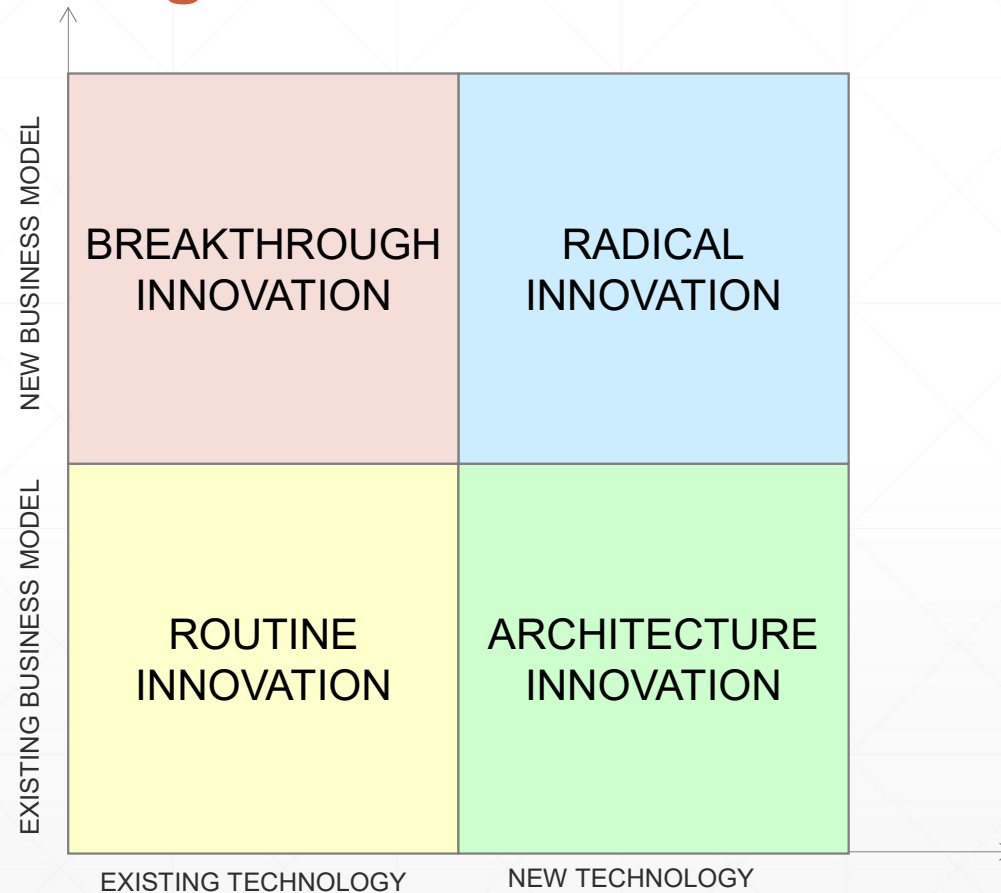 NEW BUSINESS MODEL
BREAKTHROUGH
INNOVATION
RADICAL
INNOVATION
EXISTING BUSINESS MODEL
ROUTINE
INNOVATION
ARCHITECTURE
INNOVATION
EXISTING TECHNOLOGY
NEW TECHNOLOGY